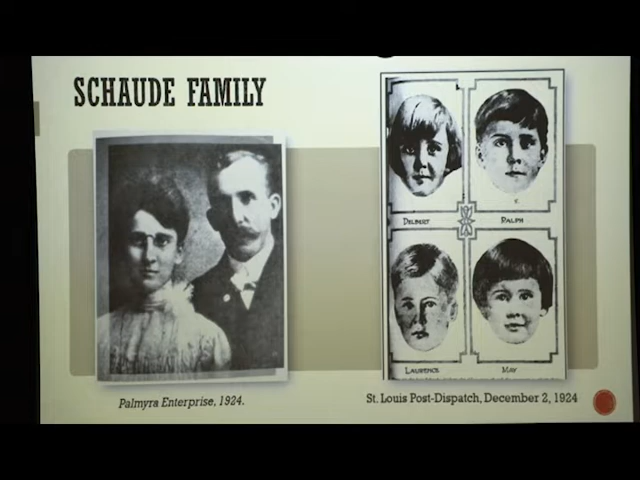 SCHAUDE FAMILY
DELBERT
RALPH
LAURENCE
MAY
Palmyra Enterprise, 1924.
St. Louis Post-Dispatch, December 2, 1924